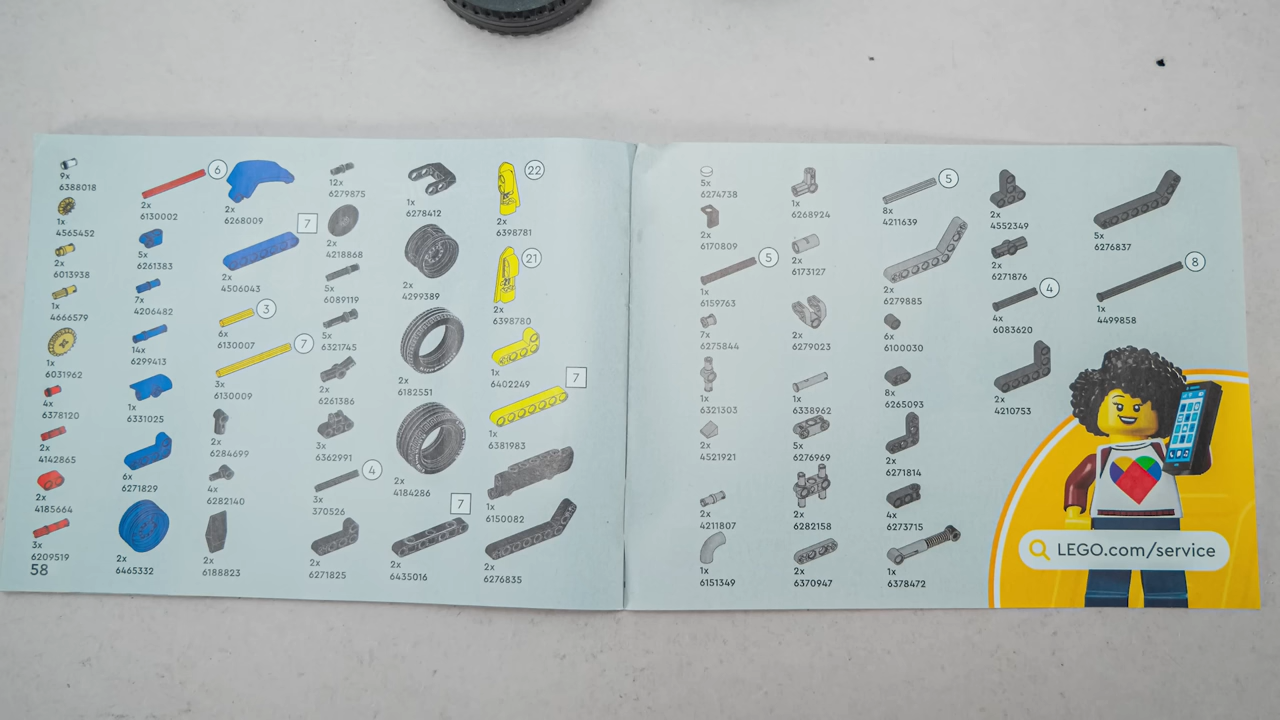 9x
6388018
1x
4565452
2x
6013938
1x
4666579
1x
6031962
4x
6378120
2x
4142865
2x
4185664
3x
6209519
58
6
2x
6130002
5x
6261383
7x
4206482
14x
6299413
1x
6331025
6x
6271829
2x
6465332
2x
6268009
7
2x
4506043
3
6x
6130007
7
3x
6130009
2x
6284699
4x
6282140
2x
6188823
12x
6279875
2x
4218868
5x
6089119
5x
6321745
2x
6261386
3x
6362991
4
3x
370526
2x
6271825
1x
6278412
2x
4299389
2x
6182551
2x
4184286
7
2x
6435016
22
2x
6398781
21
2x
6398780
1x
6402249
7
1x
6381983
1x
6150082
2x
6276835
5x
6274738
2x
6170809
5
1x
6159763
7x
6275844
1x
6321303
2x
4521921
2x
4211807
1x
6151349
1x
6268924
2x
6173127
2x
6279023
1x
6338962
5x
6276969
2x
6282158
2x
6370947
5
8x
4211639
2x
6279885
6x
6100030
8x
6265093
2x
6271814
4x
6273715
1x
6378472
2x
4552349
2x
6271876
4
4x
6083620
2x
4210753
5x
6276837
8
1x
4499858
LEGO.com/service